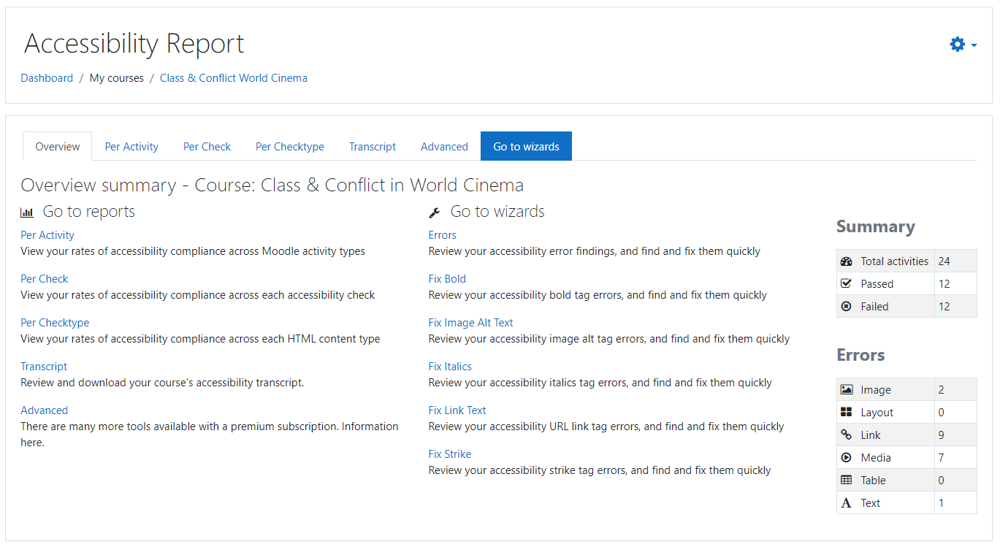 Accessibility Report
Dashboard / My courses / Class & Conflict World Cinema
Overview
Per Activity
Per Check
Per Checktype
Transcript
Advanced
Go to wizards
Overview summary - Course: Class & Conflict in World Cinema
Go to reports
Per Activity
View your rates of accessibility compliance across Moodle activity types
Per Check
View your rates of accessibility compliance across each accessibility check
Per Checktype
View your rates of accessibility compliance across each HTML content type
Transcript
Review and download your course's accessibility transcript.
Advanced
There are many more tools available with a premium subscription. Information
here.
Go to wizards
Errors
Review your accessibility error findings, and find and fix them quickly
Fix Bold
Review your accessibility bold tag errors, and find and fix them quickly
Fix Image Alt Text
Review your accessibility image alt tag errors, and find and fix them quickly
Fix Italics
Review your accessibility italics tag errors, and find and fix them quickly
Fix Link Text
Review your accessibility URL link tag errors, and find and fix them quickly
Fix Strike
Review your accessibility strike tag errors, and find and fix them quickly
Summary
Total activities 24
Passed 12
Failed 12
Errors
Image 2
Layout 0
Link 9
Media 7
Table 0
Text 1